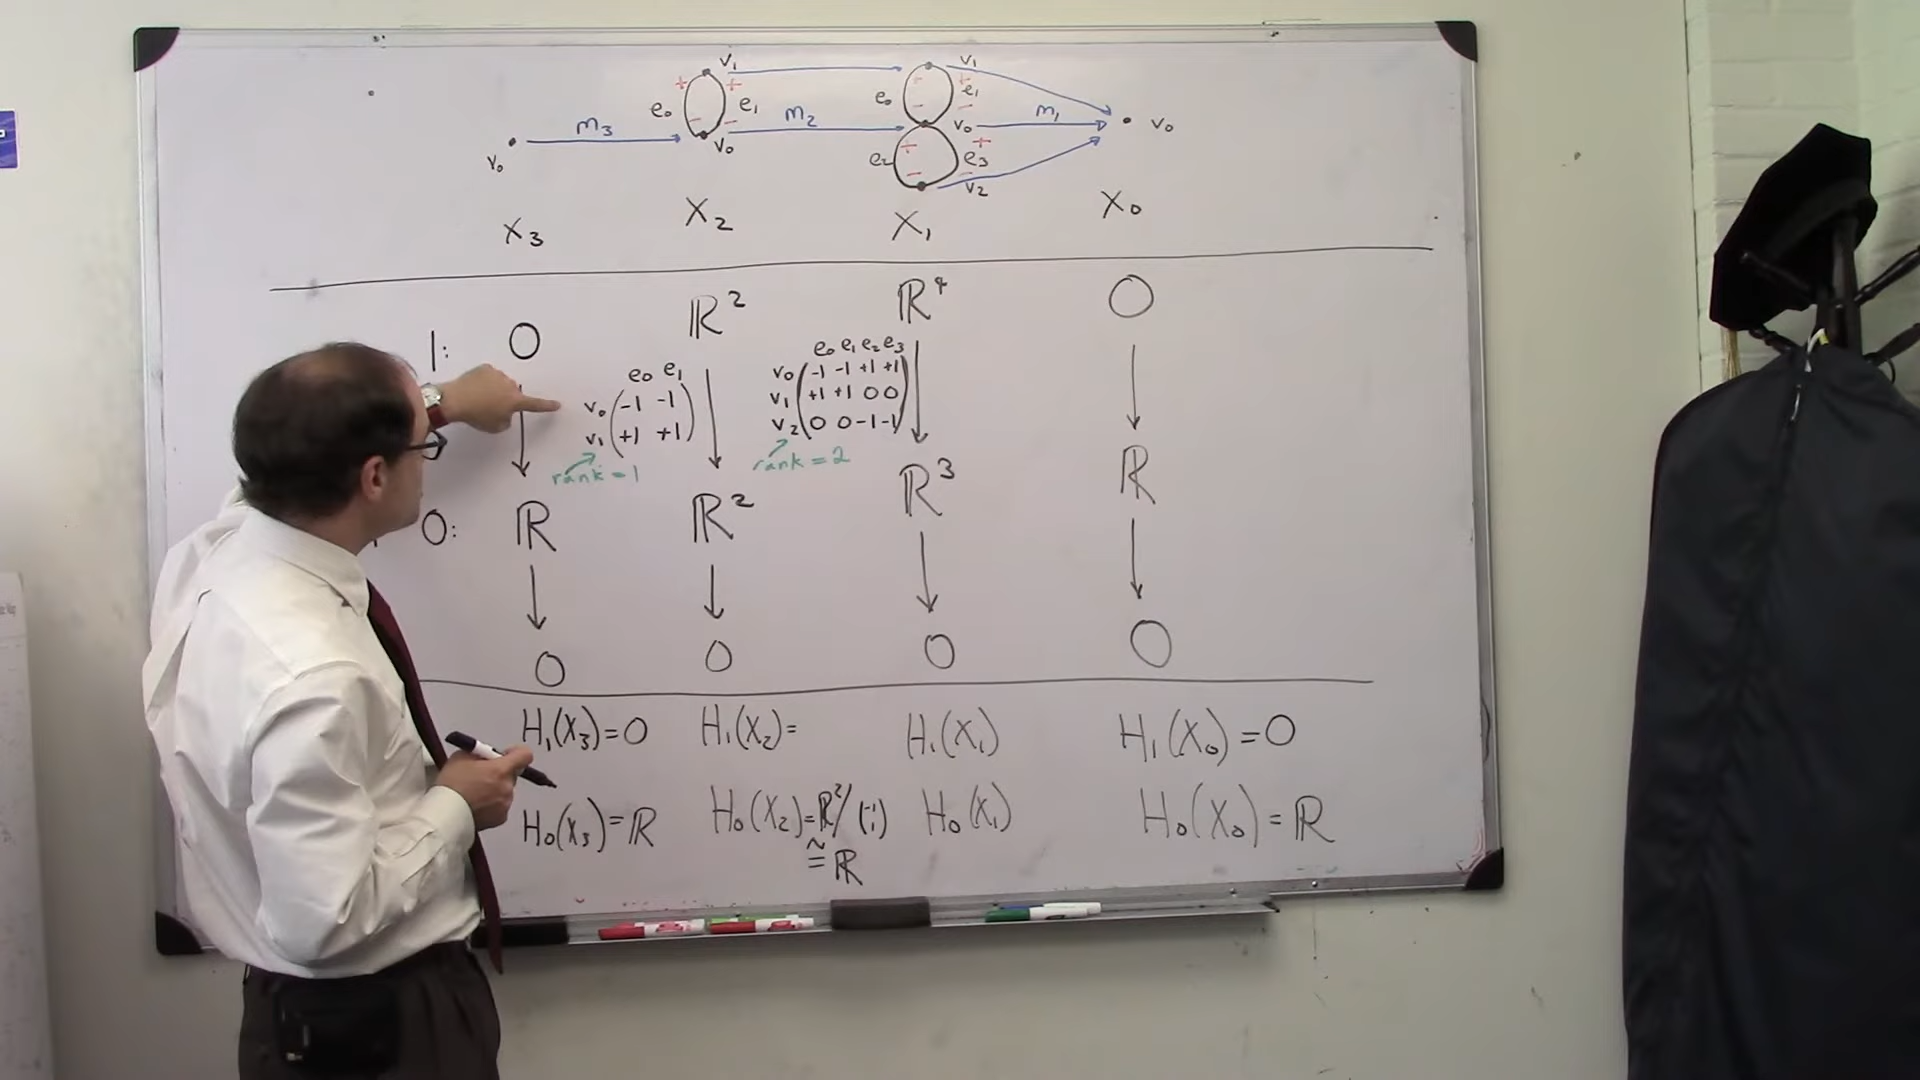 v₁ v₁
e₀ e₁ e₀ e₁
m₃ m₂ v₀ m₁ v₀
v₀ v₀ e₂ e₃
v₂
X₃ X₂ X₁ X₀
1: 0 ℝ² ℝ⁴ 0
e₀ e₁ e₀ e₁ e₂ e₃
v₀ -1 -1 v₀ -1 -1 +1 +1
v₁ +1 +1 v₁ +1 +1 0 0
v₂ 0 0 -1 -1
rank = 1 rank = 2
0: ℝ ℝ² ℝ³ ℝ
0 0 0 0
H₁(X₃)=0 H₁(X₂)= H₁(X₁) H₁(X₀)=0
H₀(X₃)=ℝ H₀(X₂)=ℝ²/(-1 1) H₀(X₁) H₀(X₀)=ℝ
≅ ℝ